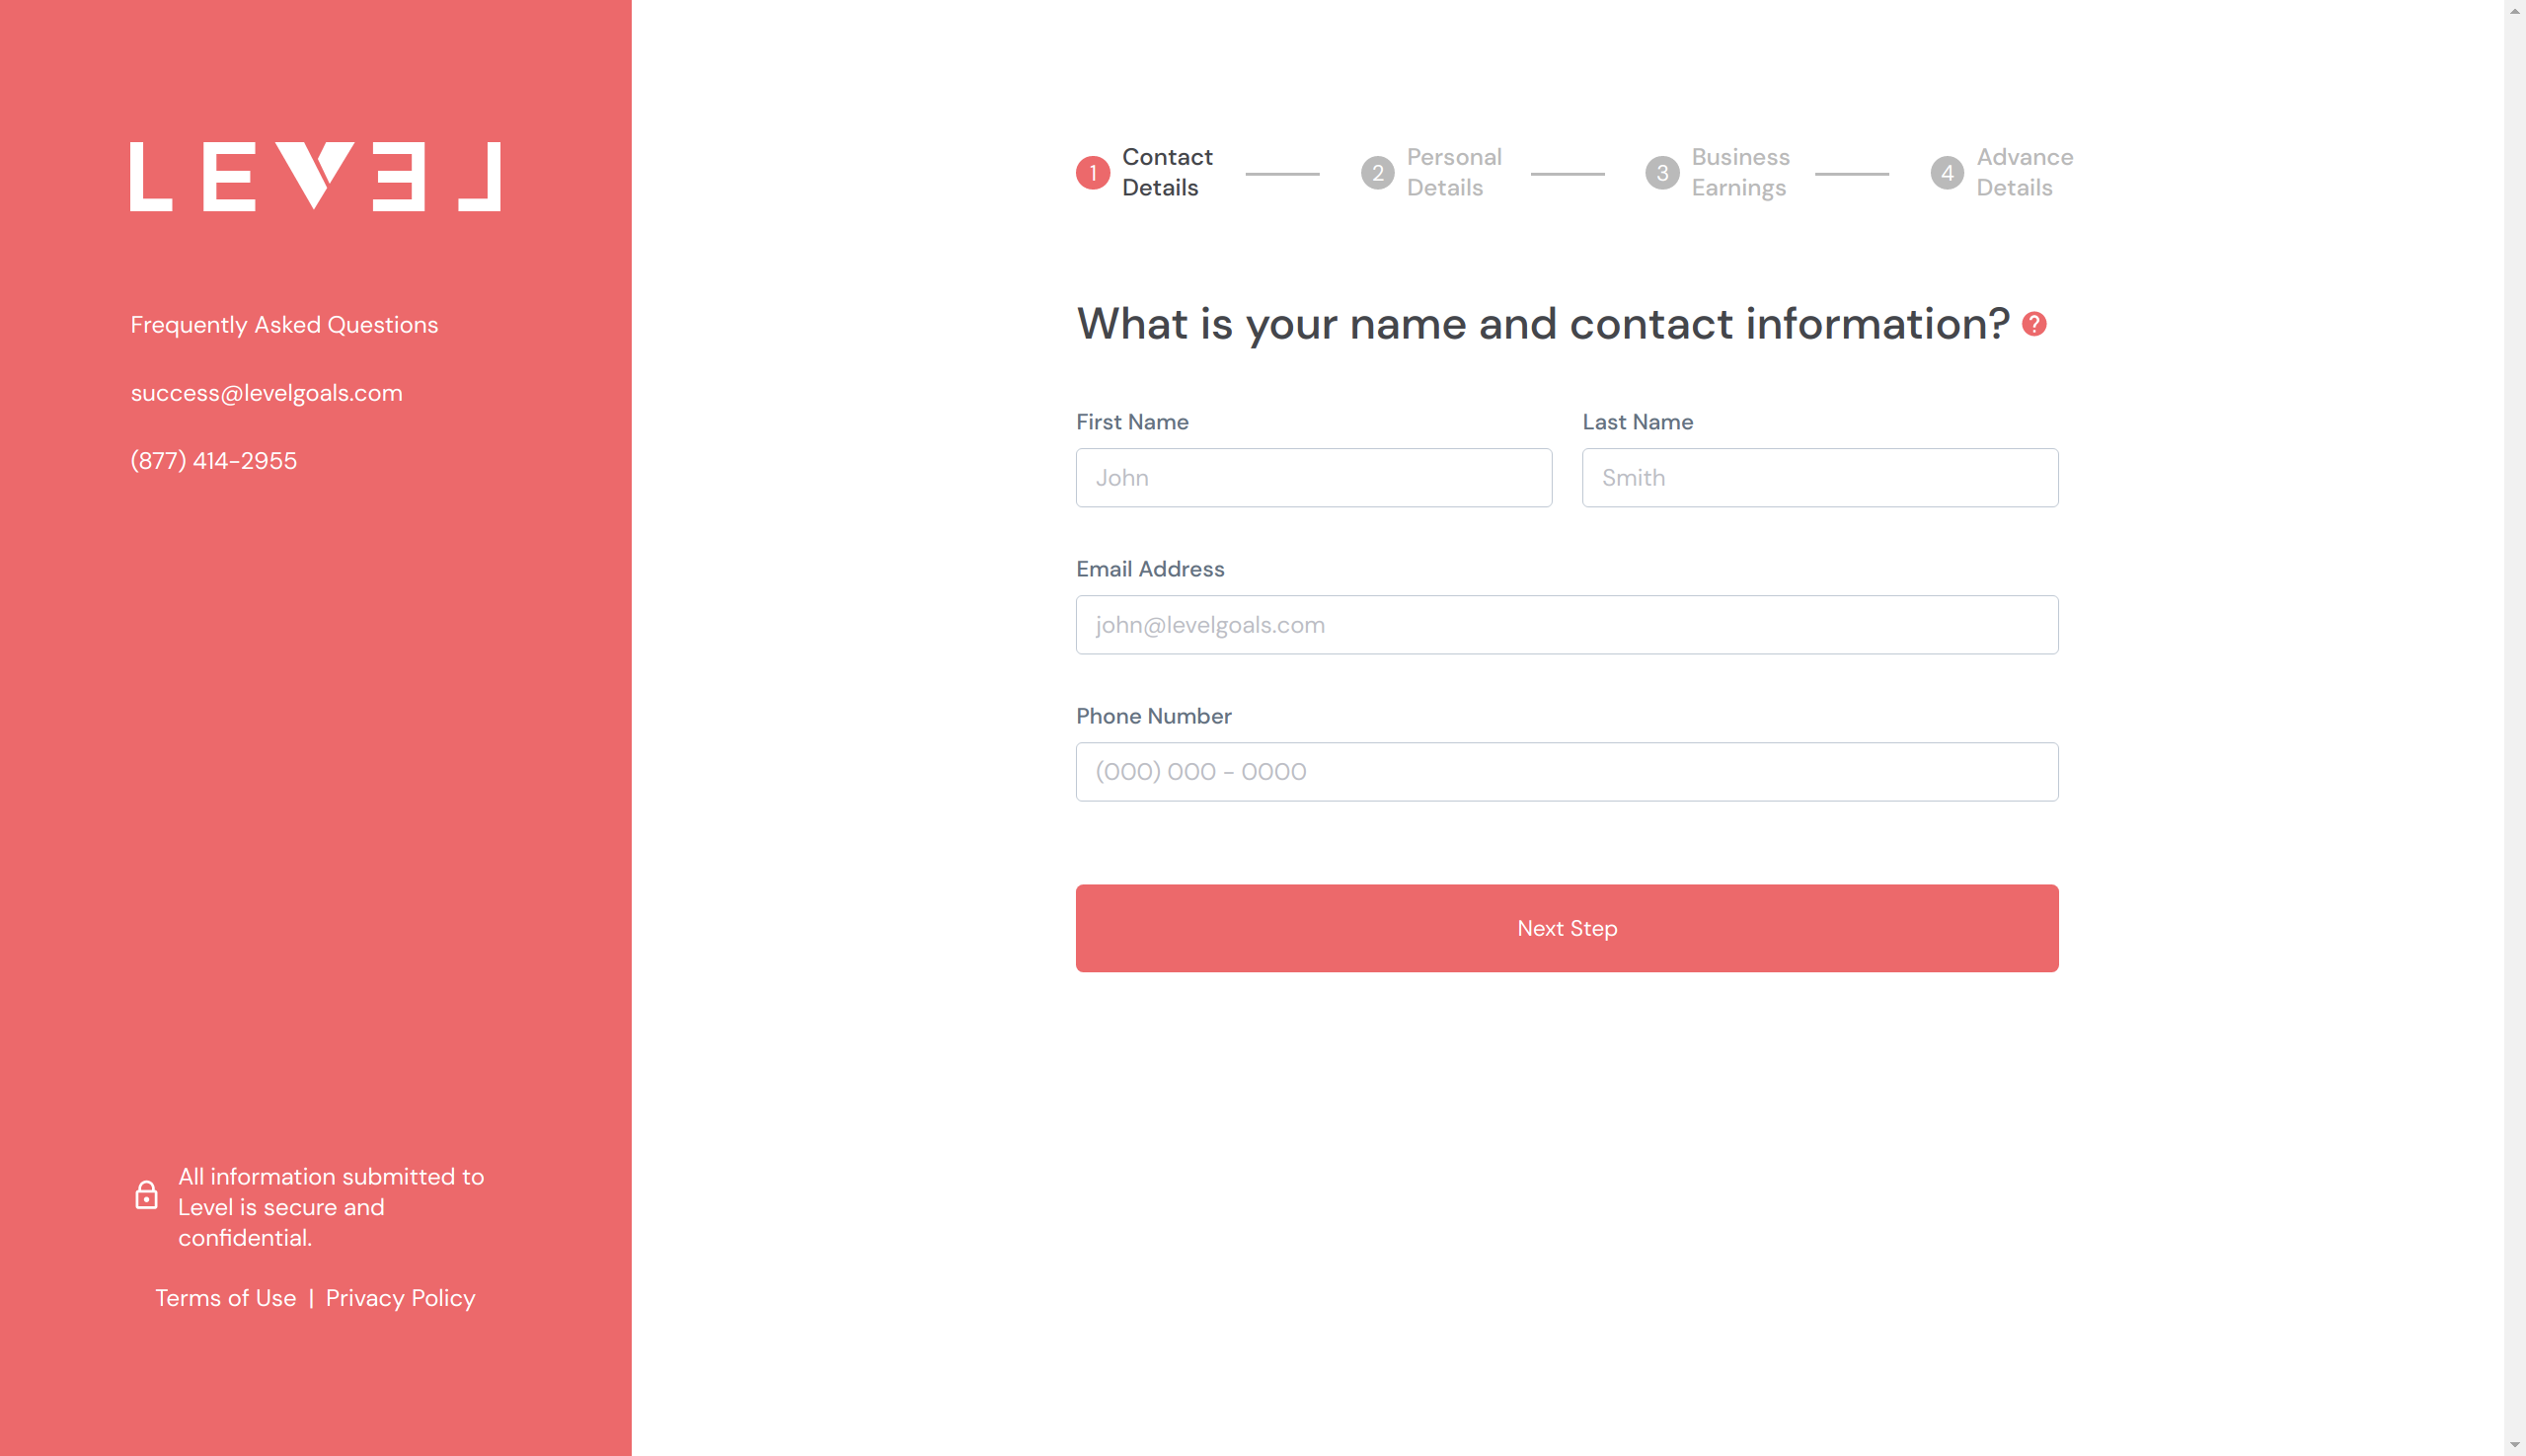 LEVEL
Frequently Asked Questions
success@levelgoals.com
(877) 414-2955
All information submitted to
Level is secure and
confidential.
Terms of Use | Privacy Policy
1 Contact
Details
2 Personal
Details
3 Business
Earnings
4 Advance
Details
What is your name and contact information? ?
First Name
Last Name
John
Smith
Email Address
john@levelgoals.com
Phone Number
(000) 000 - 0000
Next Step